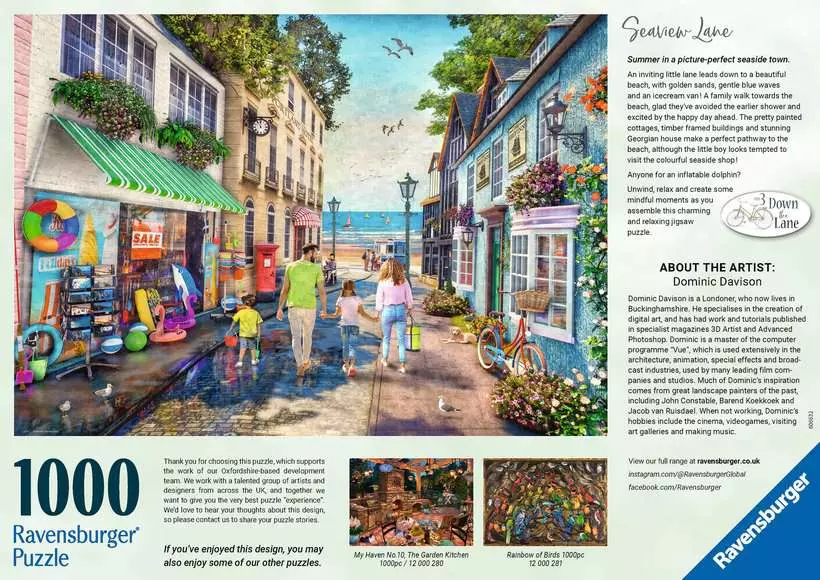 SALE
Seaview Lane
Summer in a picture-perfect seaside town.
An inviting little lane leads down to a beautiful
beach, with golden sands, gentle blue waves
and an icecream van! A family walk towards the
beach, glad they've avoided the earlier shower and
excited by the happy day ahead. The pretty painted
cottages, timber framed buildings and stunning
Georgian house make a perfect pathway to the
beach, although the little boy looks tempted to
visit the colourful seaside shop!
Anyone for an inflatable dolphin?
Unwind, relax and create some
mindful moments as you
assemble this charming
and relaxing jigsaw
puzzle.
No 3
Down
the
Lane
ABOUT THE ARTIST:
Dominic Davison
Dominic Davison is a Londoner, who now lives in
Buckinghamshire. He specialises in the creation of
digital art, and has had work and tutorials published
in specialist magazines 3D Artist and Advanced
Photoshop. Dominic is a master of the computer
programme "Vue", which is used extensively in the
architecture, animation, special effects and broad-
cast industries, used by many leading film com-
panies and studios. Much of Dominic's inspiration
comes from great landscape painters of the past,
including John Constable, Barend Koekkoek and
Jacob van Ruisdael. When not working, Dominic's
hobbies include the cinema, videogames, visiting
art galleries and making music.
View our full range at ravensburger.co.uk
instagram.com/@RavensburgerGlobal
facebook.com/Ravensburger
Ravensburger
1000
Ravensburger®
Puzzle
Thank you for choosing this puzzle, which supports
the work of our Oxfordshire-based development
team. We work with a talented group of artists and
designers from across the UK, and together we
want to give you the very best puzzle "experience".
We'd love to hear your thoughts about this design,
so please contact us to share your puzzle stories.
If you've enjoyed this design, you may
also enjoy some of our other puzzles.
My Haven No.10, The Garden Kitchen
1000pc / 12 000 280
Rainbow of Birds 1000pc
12 000 281